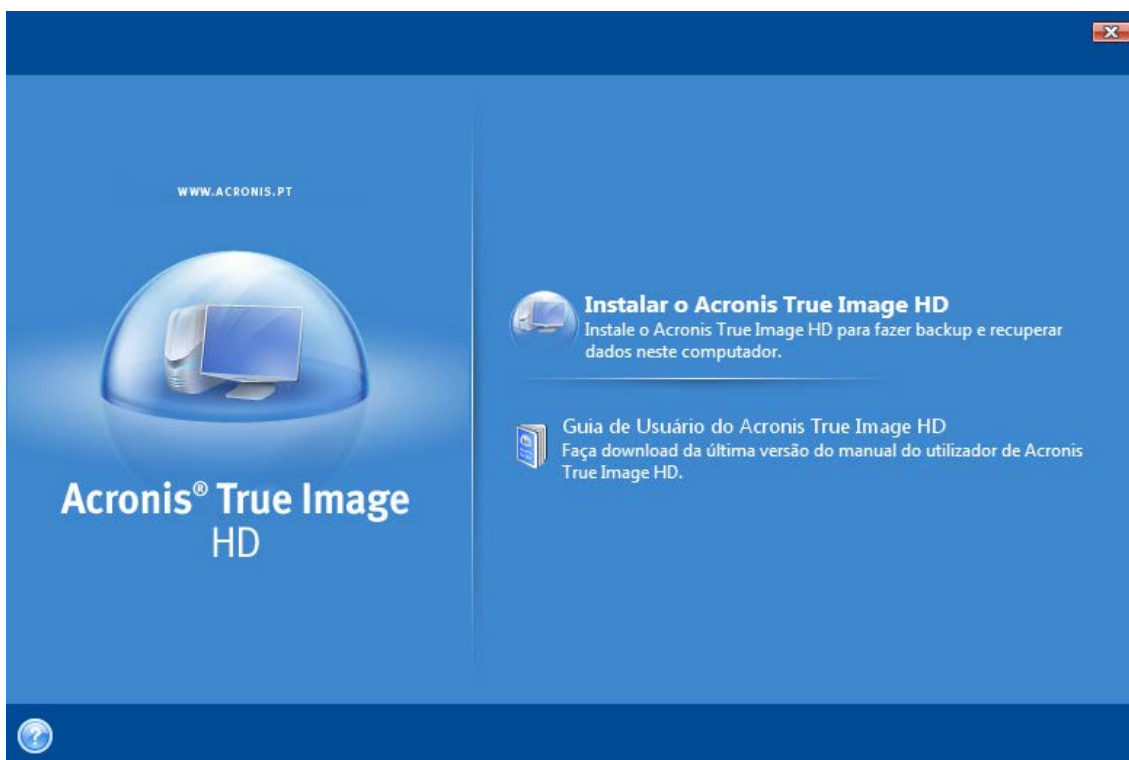 WWW.ACRONIS.PT
Acronis® True Image
HD
Instalar o Acronis True Image HD
Instale o Acronis True Image HD para fazer backup e recuperar
dados neste computador.
Guia de Usuário do Acronis True Image HD
Faça download da última versão do manual do utilizador de Acronis
True Image HD.